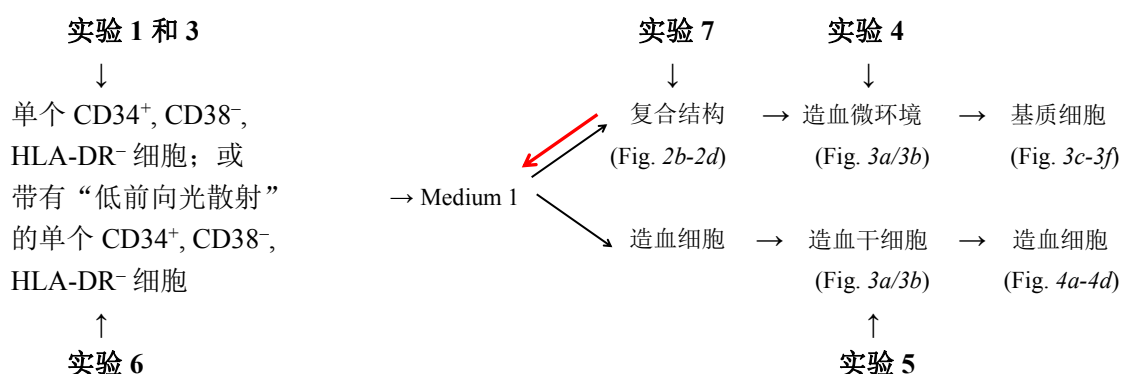 实验 1 和 3 实验 7 实验 4
↓ ↓ ↓
单个 CD34⁺, CD38⁻, 复合结构 → 造血微环境 → 基质细胞
HLA-DR⁻ 细胞；或 (Fig. 2b-2d) (Fig. 3a/3b) (Fig. 3c-3f)
带有“低前向光散射” → Medium 1
的单个 CD34⁺, CD38⁻, 造血细胞 → 造血干细胞 → 造血细胞
HLA-DR⁻ 细胞 (Fig. 3a/3b) (Fig. 4a-4d)
↑ ↑
实验 6 实验 5